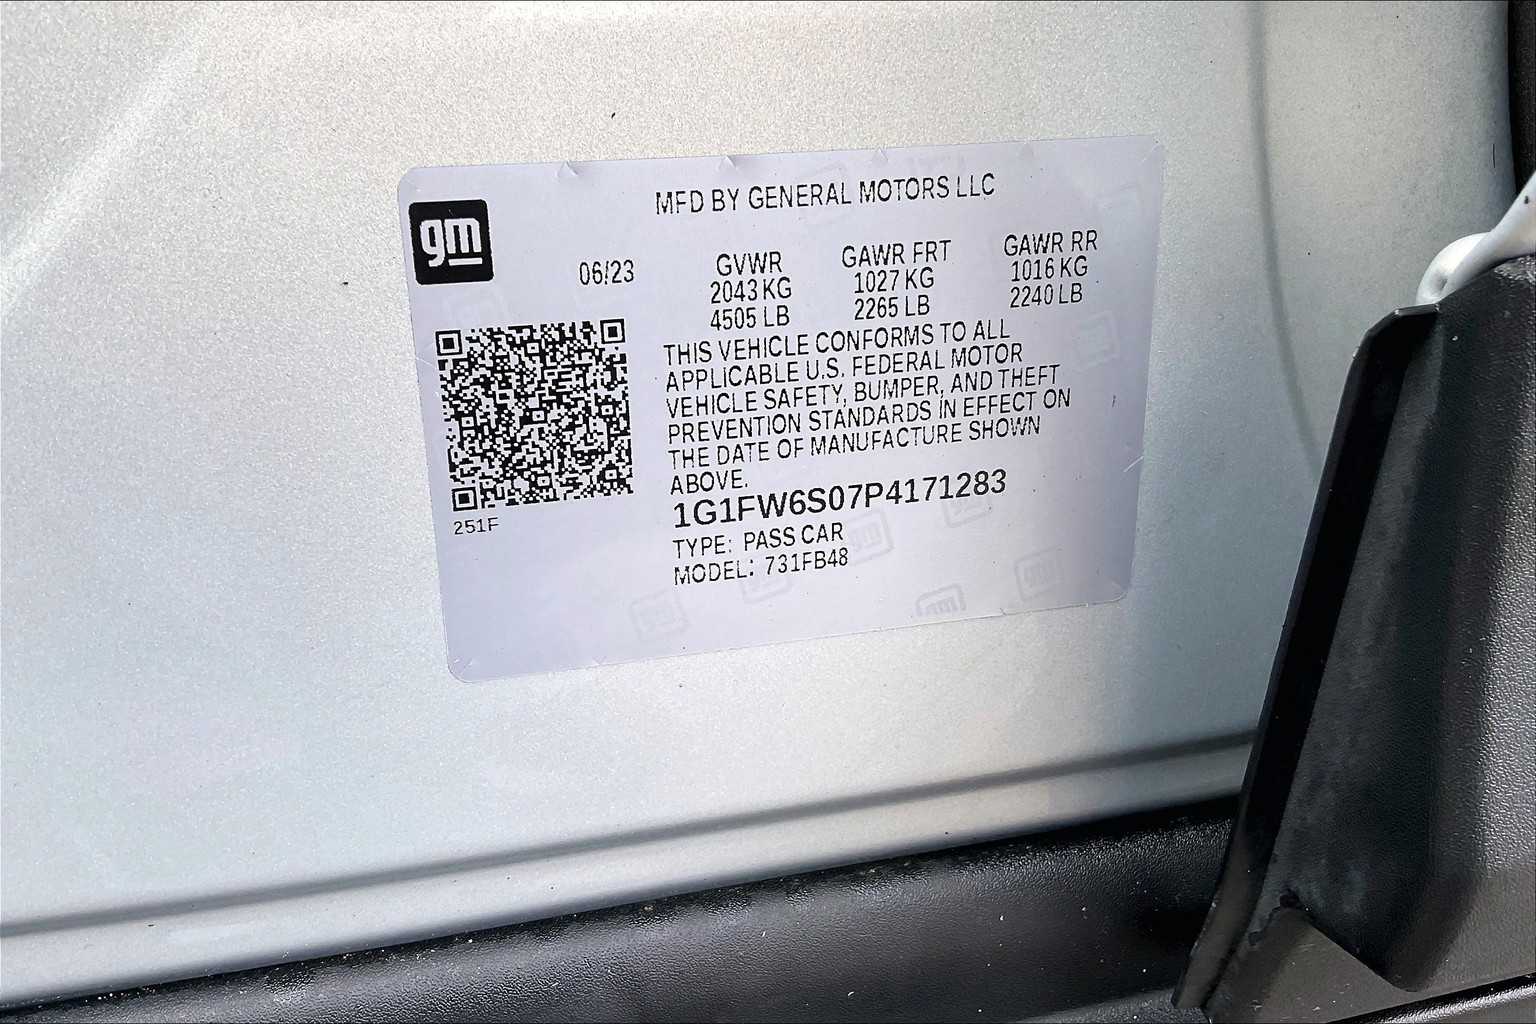 MFD BY GENERAL MOTORS LLC
gm
06/23
GVWR
2043 KG
4505 LB
GAWR FRT
1027 KG
2265 LB
GAWR RR
1016 KG
2240 LB
THIS VEHICLE CONFORMS TO ALL
APPLICABLE U.S. FEDERAL MOTOR
VEHICLE SAFETY, BUMPER, AND THEFT
PREVENTION STANDARDS IN EFFECT ON
THE DATE OF MANUFACTURE SHOWN
ABOVE.
1G1FW6S07P4171283
TYPE: PASS CAR
MODEL: 731FB48
251F